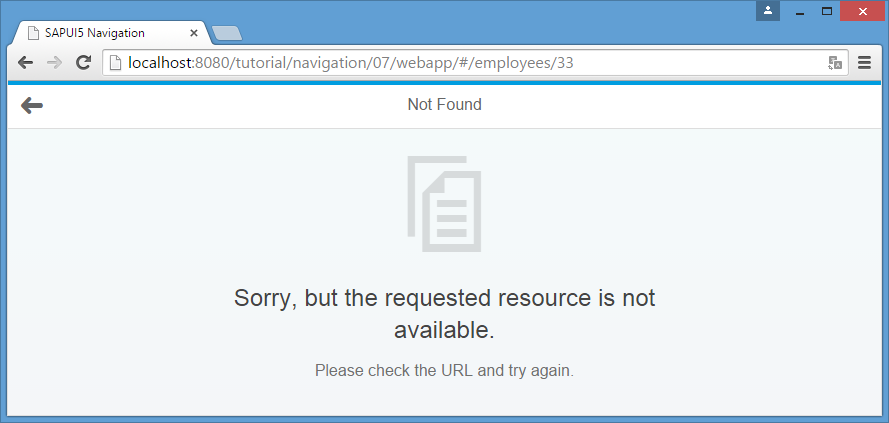 SAPUI5 Navigation
localhost:8080/tutorial/navigation/07/webapp/#/employees/33
Not Found
Sorry, but the requested resource is not
available.
Please check the URL and try again.